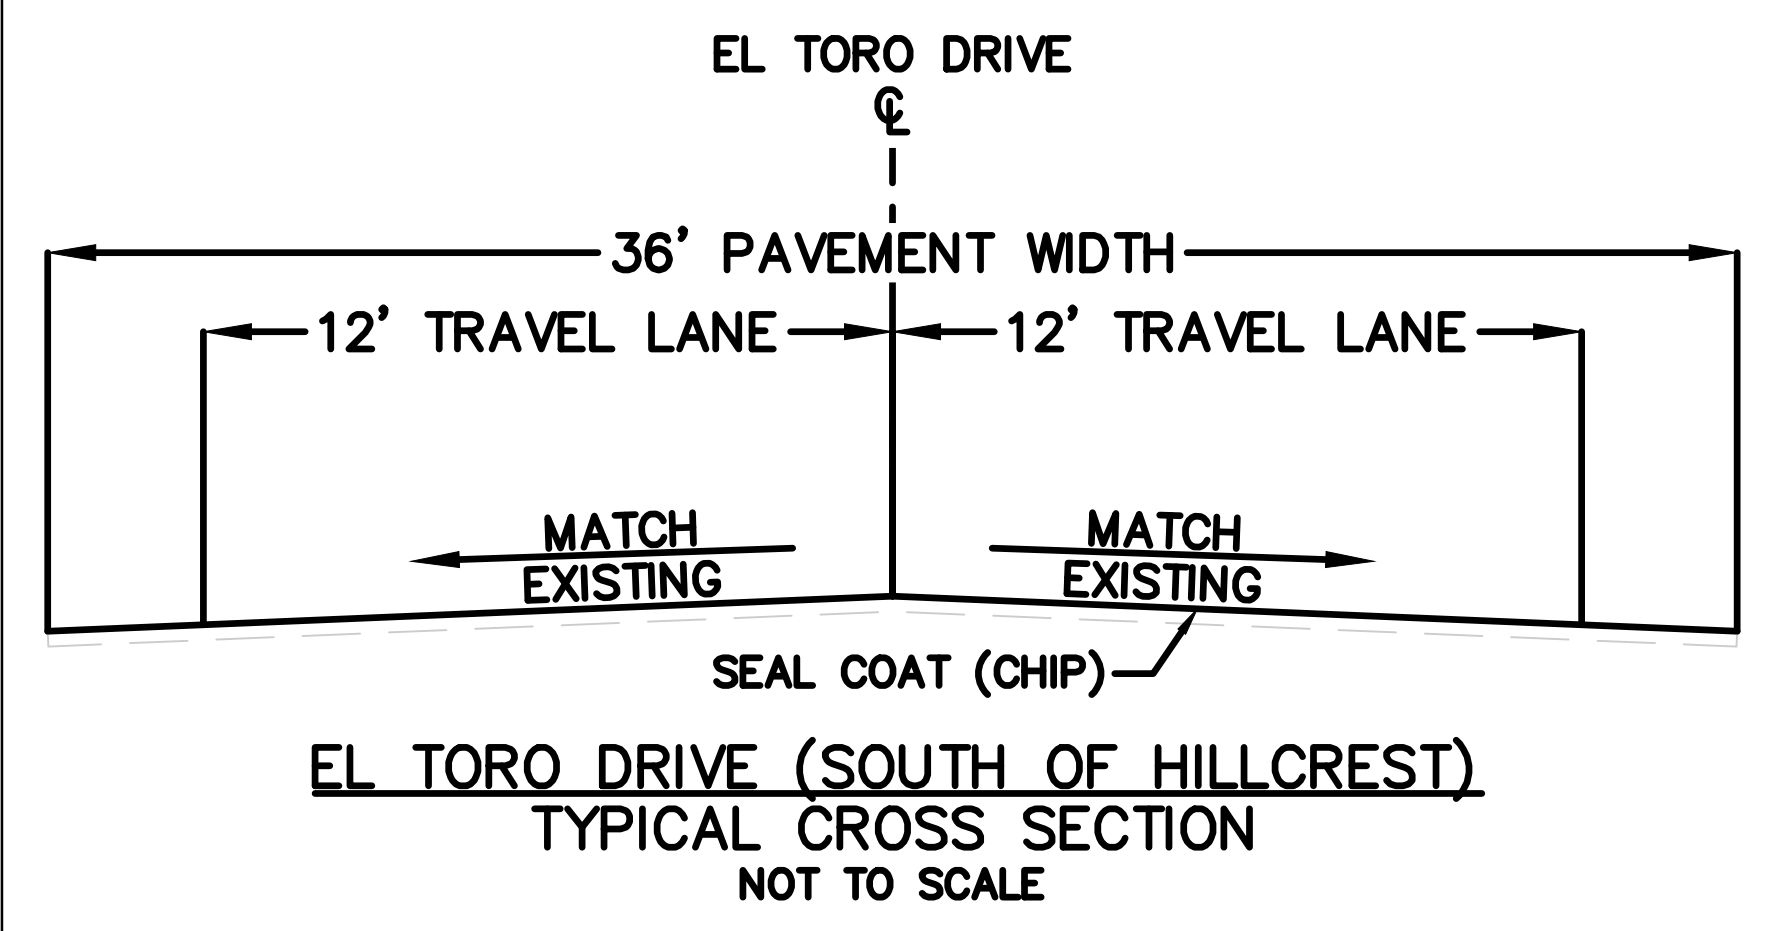 EL TORO DRIVE
℄
36' PAVEMENT WIDTH
12' TRAVEL LANE
12' TRAVEL LANE
MATCH
EXISTING
MATCH
EXISTING
SEAL COAT (CHIP)
EL TORO DRIVE (SOUTH OF HILLCREST)
TYPICAL CROSS SECTION
NOT TO SCALE